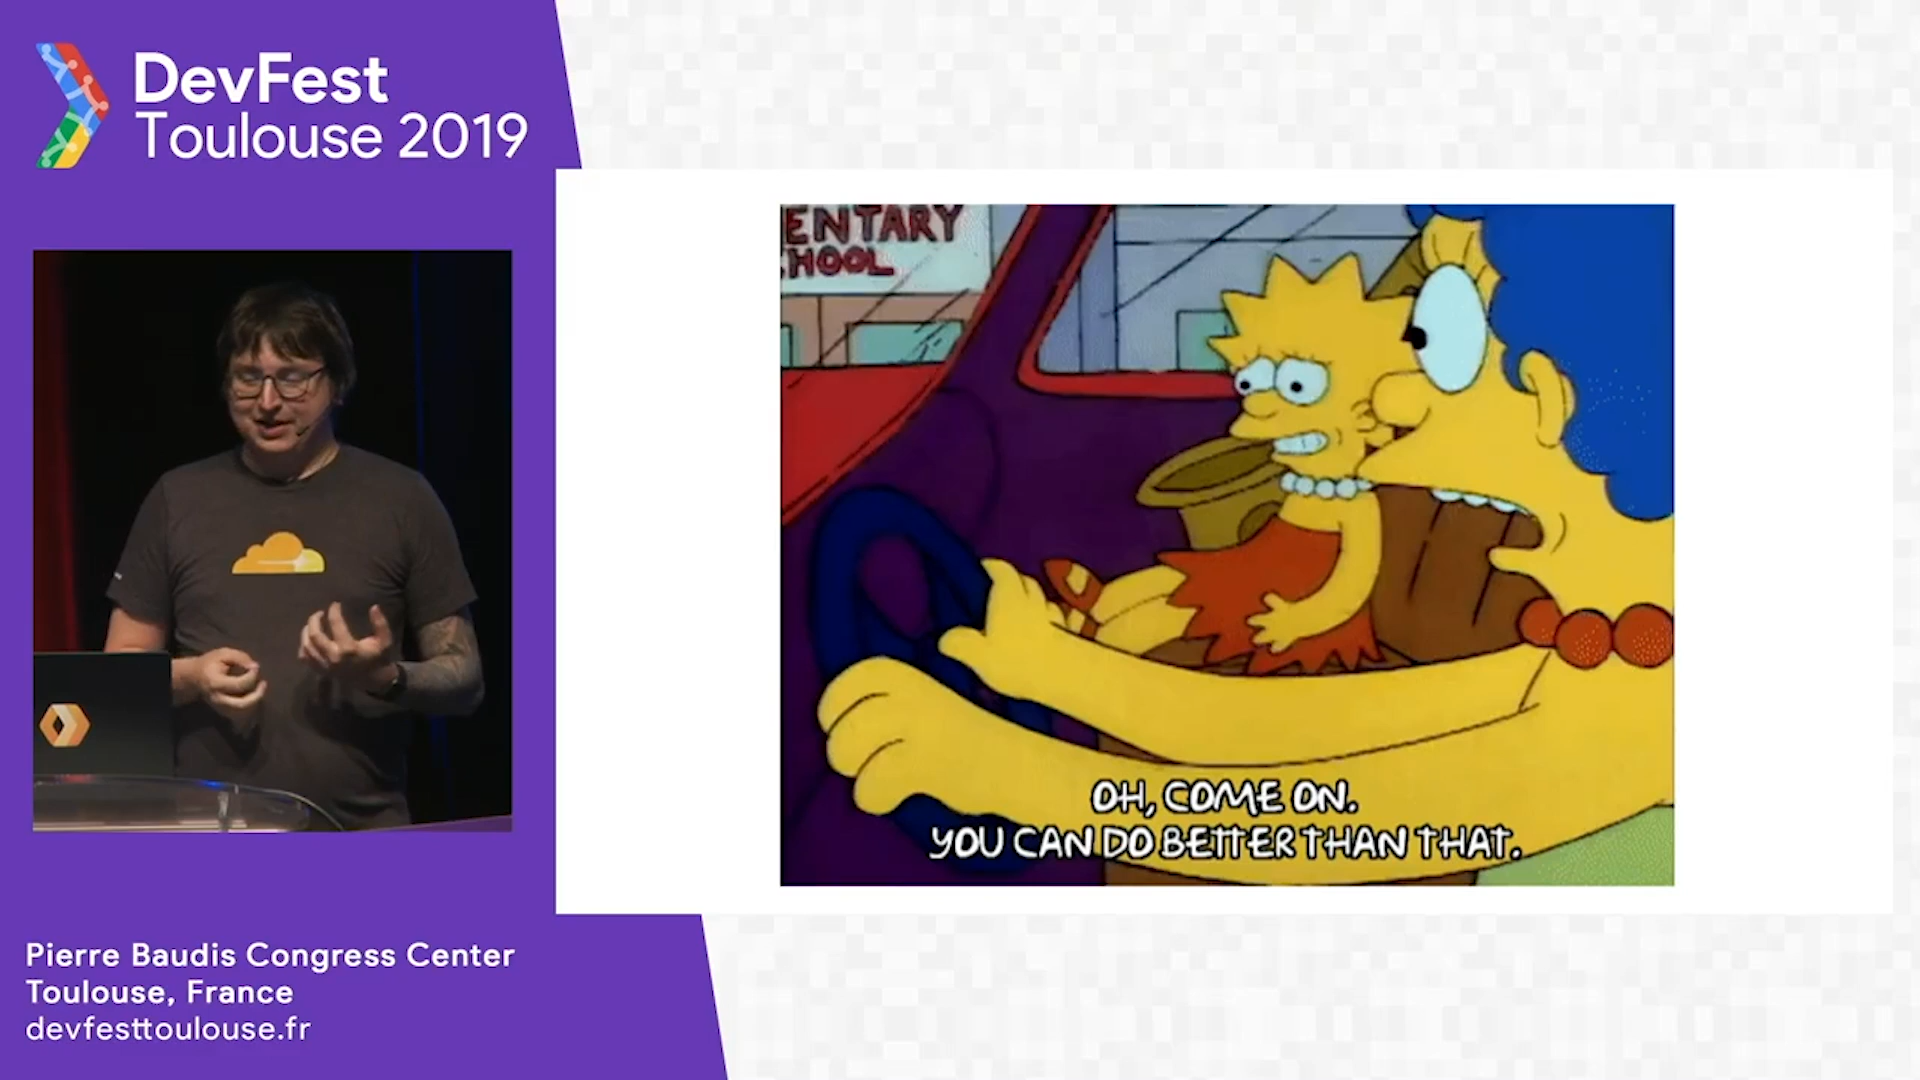 DevFest
Toulouse 2019
ENTARY
HOOL
OH, COME ON.
YOU CAN DO BETTER THAN THAT.
Pierre Baudis Congress Center
Toulouse, France
devfesttoulouse.fr